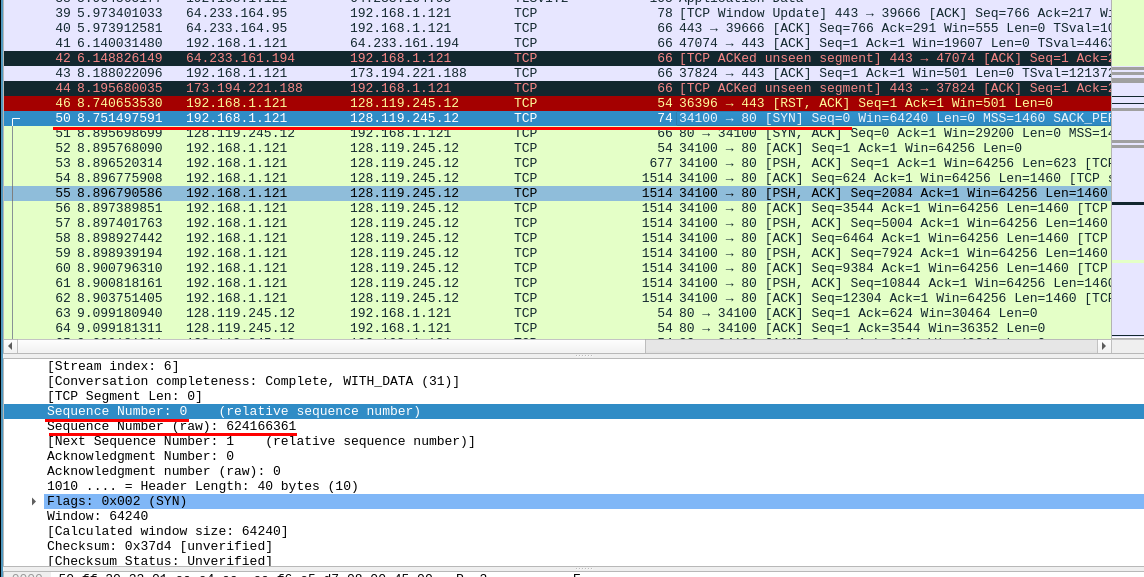 39 5.973401033 64.233.164.95 192.168.1.121 TCP 78 [TCP Window Update] 443 → 39666 [ACK] Seq=766 Ack=217
40 5.973912581 64.233.164.95 192.168.1.121 TCP 66 443 → 39666 [ACK] Seq=766 Ack=291 Win=555 Len=0 TSval=10
41 6.140031480 192.168.1.121 64.233.161.194 TCP 66 47074 → 443 [ACK] Seq=1 Ack=1 Win=19607 Len=0 TSval=4463
42 6.148826149 64.233.161.194 192.168.1.121 TCP 66 [TCP ACKed unseen segment] 443 → 47074 [ACK] Seq=1 Ack=2
43 8.188022096 192.168.1.121 173.194.221.188 TCP 66 37824 → 443 [ACK] Seq=1 Ack=1 Win=501 Len=0 TSval=121372
44 8.195680035 173.194.221.188 192.168.1.121 TCP 66 [TCP ACKed unseen segment] 443 → 37824 [ACK] Seq=1 Ack=2
46 8.740653530 192.168.1.121 128.119.245.12 TCP 54 36396 → 443 [RST, ACK] Seq=1 Ack=1 Win=501 Len=0
50 8.751497591 192.168.1.121 128.119.245.12 TCP 74 34100 → 80 [SYN] Seq=0 Win=64240 Len=0 MSS=1460 SACK_PER
51 8.895698699 128.119.245.12 192.168.1.121 TCP 66 80 → 34100 [SYN, ACK] Seq=0 Ack=1 Win=29200 Len=0 MSS=14
52 8.895768090 192.168.1.121 128.119.245.12 TCP 54 34100 → 80 [ACK] Seq=1 Ack=1 Win=64256 Len=0
53 8.896520314 192.168.1.121 128.119.245.12 TCP 677 34100 → 80 [PSH, ACK] Seq=1 Ack=1 Win=64256 Len=623 [TCP
54 8.896775908 192.168.1.121 128.119.245.12 TCP 1514 34100 → 80 [ACK] Seq=624 Ack=1 Win=64256 Len=1460 [TCP s
55 8.896790586 192.168.1.121 128.119.245.12 TCP 1514 34100 → 80 [PSH, ACK] Seq=2084 Ack=1 Win=64256 Len=1460
56 8.897389851 192.168.1.121 128.119.245.12 TCP 1514 34100 → 80 [ACK] Seq=3544 Ack=1 Win=64256 Len=1460 [TCP
57 8.897401763 192.168.1.121 128.119.245.12 TCP 1514 34100 → 80 [PSH, ACK] Seq=5004 Ack=1 Win=64256 Len=1460
58 8.898927442 192.168.1.121 128.119.245.12 TCP 1514 34100 → 80 [ACK] Seq=6464 Ack=1 Win=64256 Len=1460 [TCP
59 8.898939194 192.168.1.121 128.119.245.12 TCP 1514 34100 → 80 [PSH, ACK] Seq=7924 Ack=1 Win=64256 Len=1460
60 8.900796310 192.168.1.121 128.119.245.12 TCP 1514 34100 → 80 [ACK] Seq=9384 Ack=1 Win=64256 Len=1460 [TCP
61 8.900818161 192.168.1.121 128.119.245.12 TCP 1514 34100 → 80 [PSH, ACK] Seq=10844 Ack=1 Win=64256 Len=1460
62 8.903751405 192.168.1.121 128.119.245.12 TCP 1514 34100 → 80 [ACK] Seq=12304 Ack=1 Win=64256 Len=1460 [TCP
63 9.099180940 128.119.245.12 192.168.1.121 TCP 54 80 → 34100 [ACK] Seq=1 Ack=624 Win=30464 Len=0
64 9.099181311 128.119.245.12 192.168.1.121 TCP 54 80 → 34100 [ACK] Seq=1 Ack=3544 Win=36352 Len=0
[Stream index: 6]
[Conversation completeness: Complete, WITH_DATA (31)]
[TCP Segment Len: 0]
Sequence Number: 0 (relative sequence number)
Sequence Number (raw): 624166361
[Next Sequence Number: 1 (relative sequence number)]
Acknowledgment Number: 0
Acknowledgment number (raw): 0
1010 .... = Header Length: 40 bytes (10)
Flags: 0x002 (SYN)
Window: 64240
[Calculated window size: 64240]
Checksum: 0x37d4 [unverified]
[Checksum Status: Unverified]